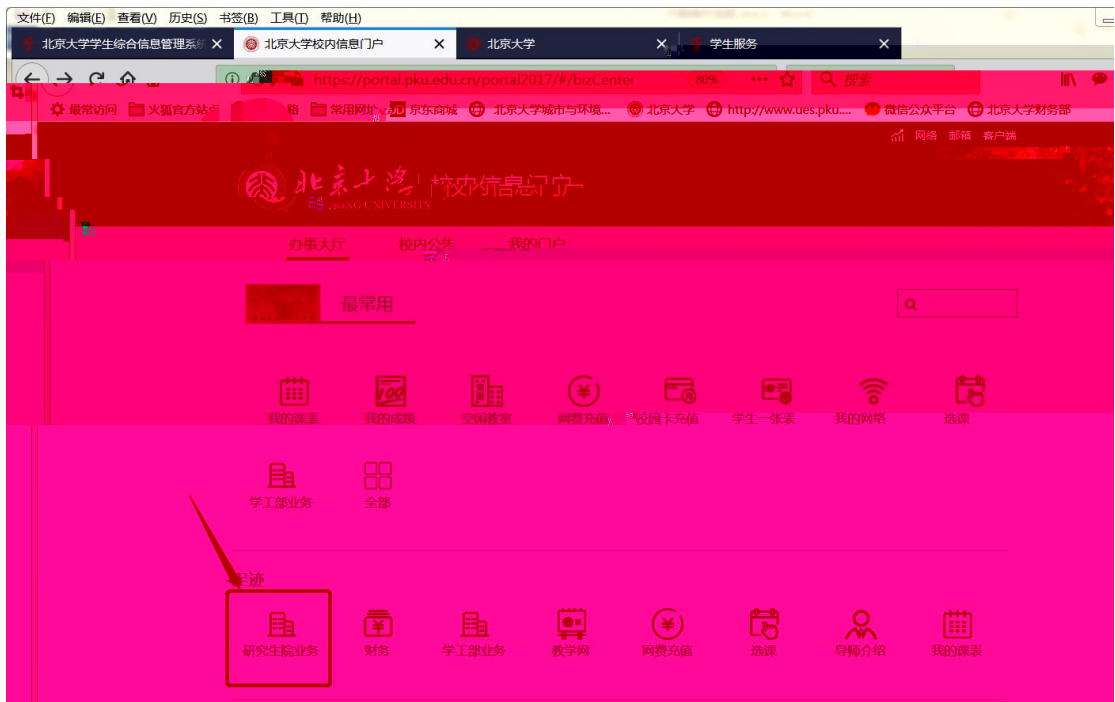 文件(F) 编辑(E) 查看(V) 历史(S) 书签(B) 工具(T) 帮助(H)
北京大学学生综合信息管理系统 北京大学校内信息门户 北京大学 学生服务
https://portal.pku.edu.cn/portal2017/#/bizCenter 80% 搜索
最常访问 火狐官方站点 常用网址 京东商城 北京大学城市与环境... 北京大学 http://www.ues.pku.... 微信公众平台 北京大学财务部
网络 邮箱 客户端
北京大学 校内信息门户
PEKING UNIVERSITY
办事大厅 校内公告 我的门户
最常用
我的课表 我的成绩 空闲教室 网费充值 校园卡充值 学生一张表 我的网络 选课
学工部业务 全部
足迹
研究生院业务 财务 学工部业务 教学网 网费充值 选课 导师介绍 我的课表